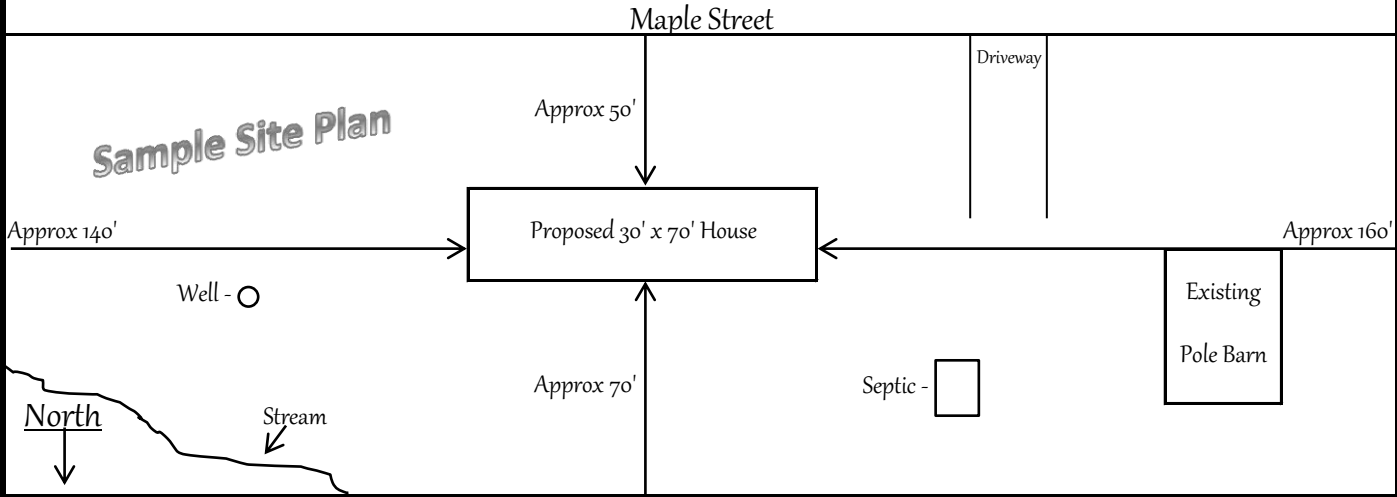 Maple Street
Driveway
Approx 50'
Sample Site Plan
Approx 140'
Proposed 30' x 70' House
Approx 160'
Well -
Existing
Pole Barn
Approx 70'
Septic -
North
Stream